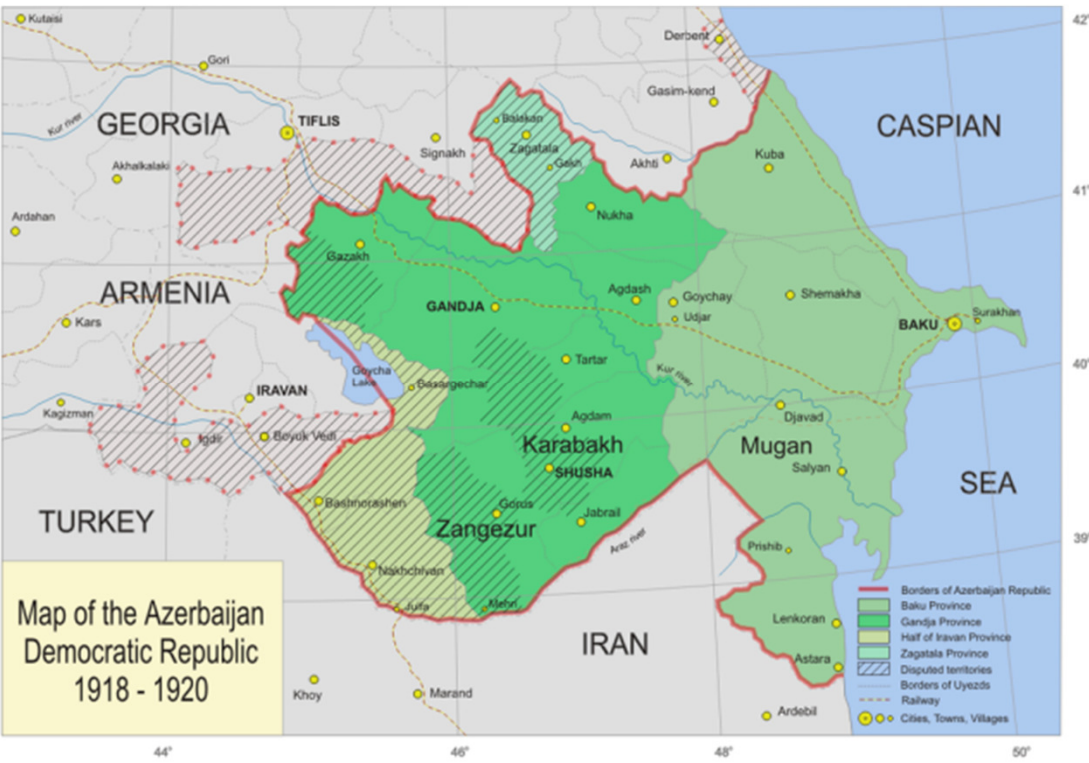 Kutaisi
42°
Derbent
Gori
Gasim-kend
Kur river
GEORGIA
TIFLIS
Balakan
CASPIAN
Signakh
Zagatala
Kuba
Akhalkalaki
Gakh
Akhti
41°
Ardahan
Nukha
Gazakh
ARMENIA
Agdash
Goychay
Shemakha
GANDJA
Udjar
Surakhan
Kars
BAKU
Tartar
40°
Goycha
Lake
Kur river
Basargechar
IRAVAN
Kagizman
Agdam
Djavad
Igdir
Boyuk Vedi
Karabakh
Mugan
SHUSHA
Salyan
SEA
Bashnorashen
Gorus
Jabrail
TURKEY
Zangezur
Araz river
39°
Prishib
Nakhchivan
Julfa
Mehri
Lenkoran
IRAN
Astara
Khoy
Marand
Ardebil
Map of the Azerbaijan
Democratic Republic
1918 - 1920
Borders of Azerbaijan Republic
Baku Province
Gandja Province
Half of Iravan Province
Zagatala Province
Disputed territories
Borders of Uyezds
Railway
Cities, Towns, Villages
44°
46°
48°
50°